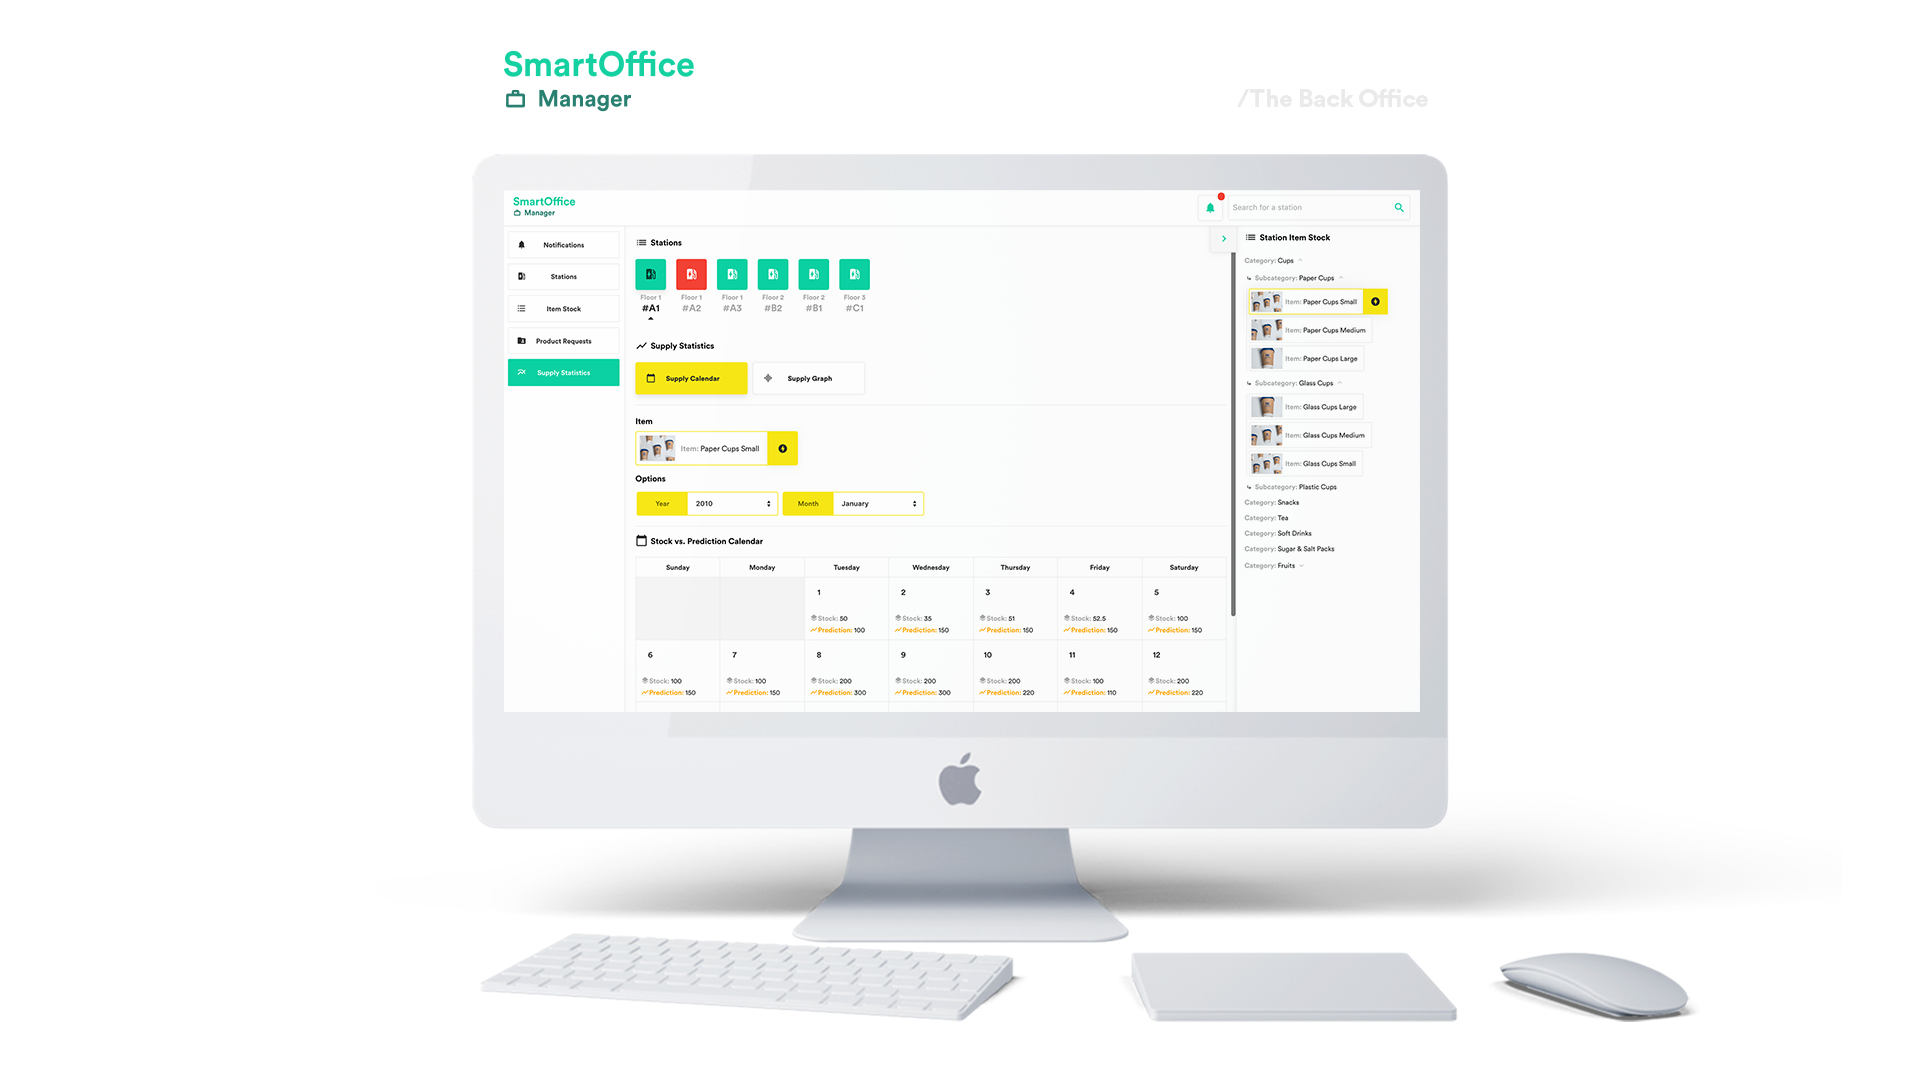 SmartOffice
Manager
/The Back Office
SmartOffice
Manager
Search for a station
Notifications
Stations
Item Stock
Product Requests
Supply Statistics
Stations
Floor 1 Floor 1 Floor 1 Floor 2 Floor 2 Floor 3
#A1 #A2 #A3 #B2 #B1 #C1
Supply Statistics
Supply Calendar Supply Graph
Item
Item: Paper Cups Small
Options
Year 2010 Month January
Stock vs. Prediction Calendar
Sunday Monday Tuesday Wednesday Thursday Friday Saturday
1 2 3 4 5
Stock: 50 Stock: 35 Stock: 51 Stock: 52.5 Stock: 100
Prediction: 100 Prediction: 150 Prediction: 150 Prediction: 150 Prediction: 150
6 7 8 9 10 11 12
Stock: 100 Stock: 100 Stock: 200 Stock: 200 Stock: 200 Stock: 100 Stock: 200
Prediction: 150 Prediction: 150 Prediction: 300 Prediction: 300 Prediction: 220 Prediction: 110 Prediction: 220
Station Item Stock
Category: Cups
Subcategory: Paper Cups
Item: Paper Cups Small
Item: Paper Cups Medium
Item: Paper Cups Large
Subcategory: Glass Cups
Item: Glass Cups Large
Item: Glass Cups Medium
Item: Glass Cups Small
Subcategory: Plastic Cups
Category: Snacks
Category: Tea
Category: Soft Drinks
Category: Sugar & Salt Packs
Category: Fruits